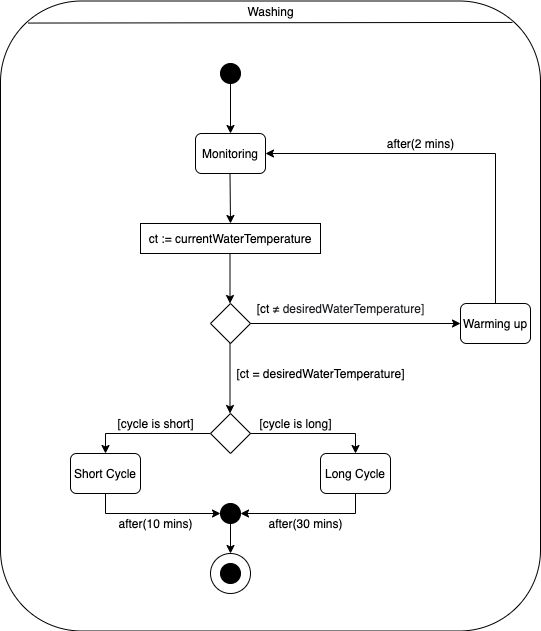 Washing
Monitoring
after(2 mins)
ct := currentWaterTemperature
[ct ≠ desiredWaterTemperature]
Warming up
[ct = desiredWaterTemperature]
[cycle is short]
[cycle is long]
Short Cycle
Long Cycle
after(10 mins)
after(30 mins)